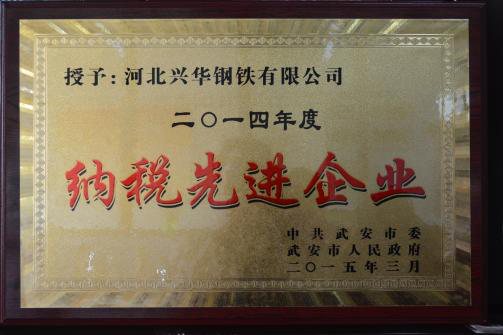 授予：河北兴华钢铁有限公司
二〇一四年度
纳税先进企业
中共武安市委
武安市人民政府
二〇一五年三月